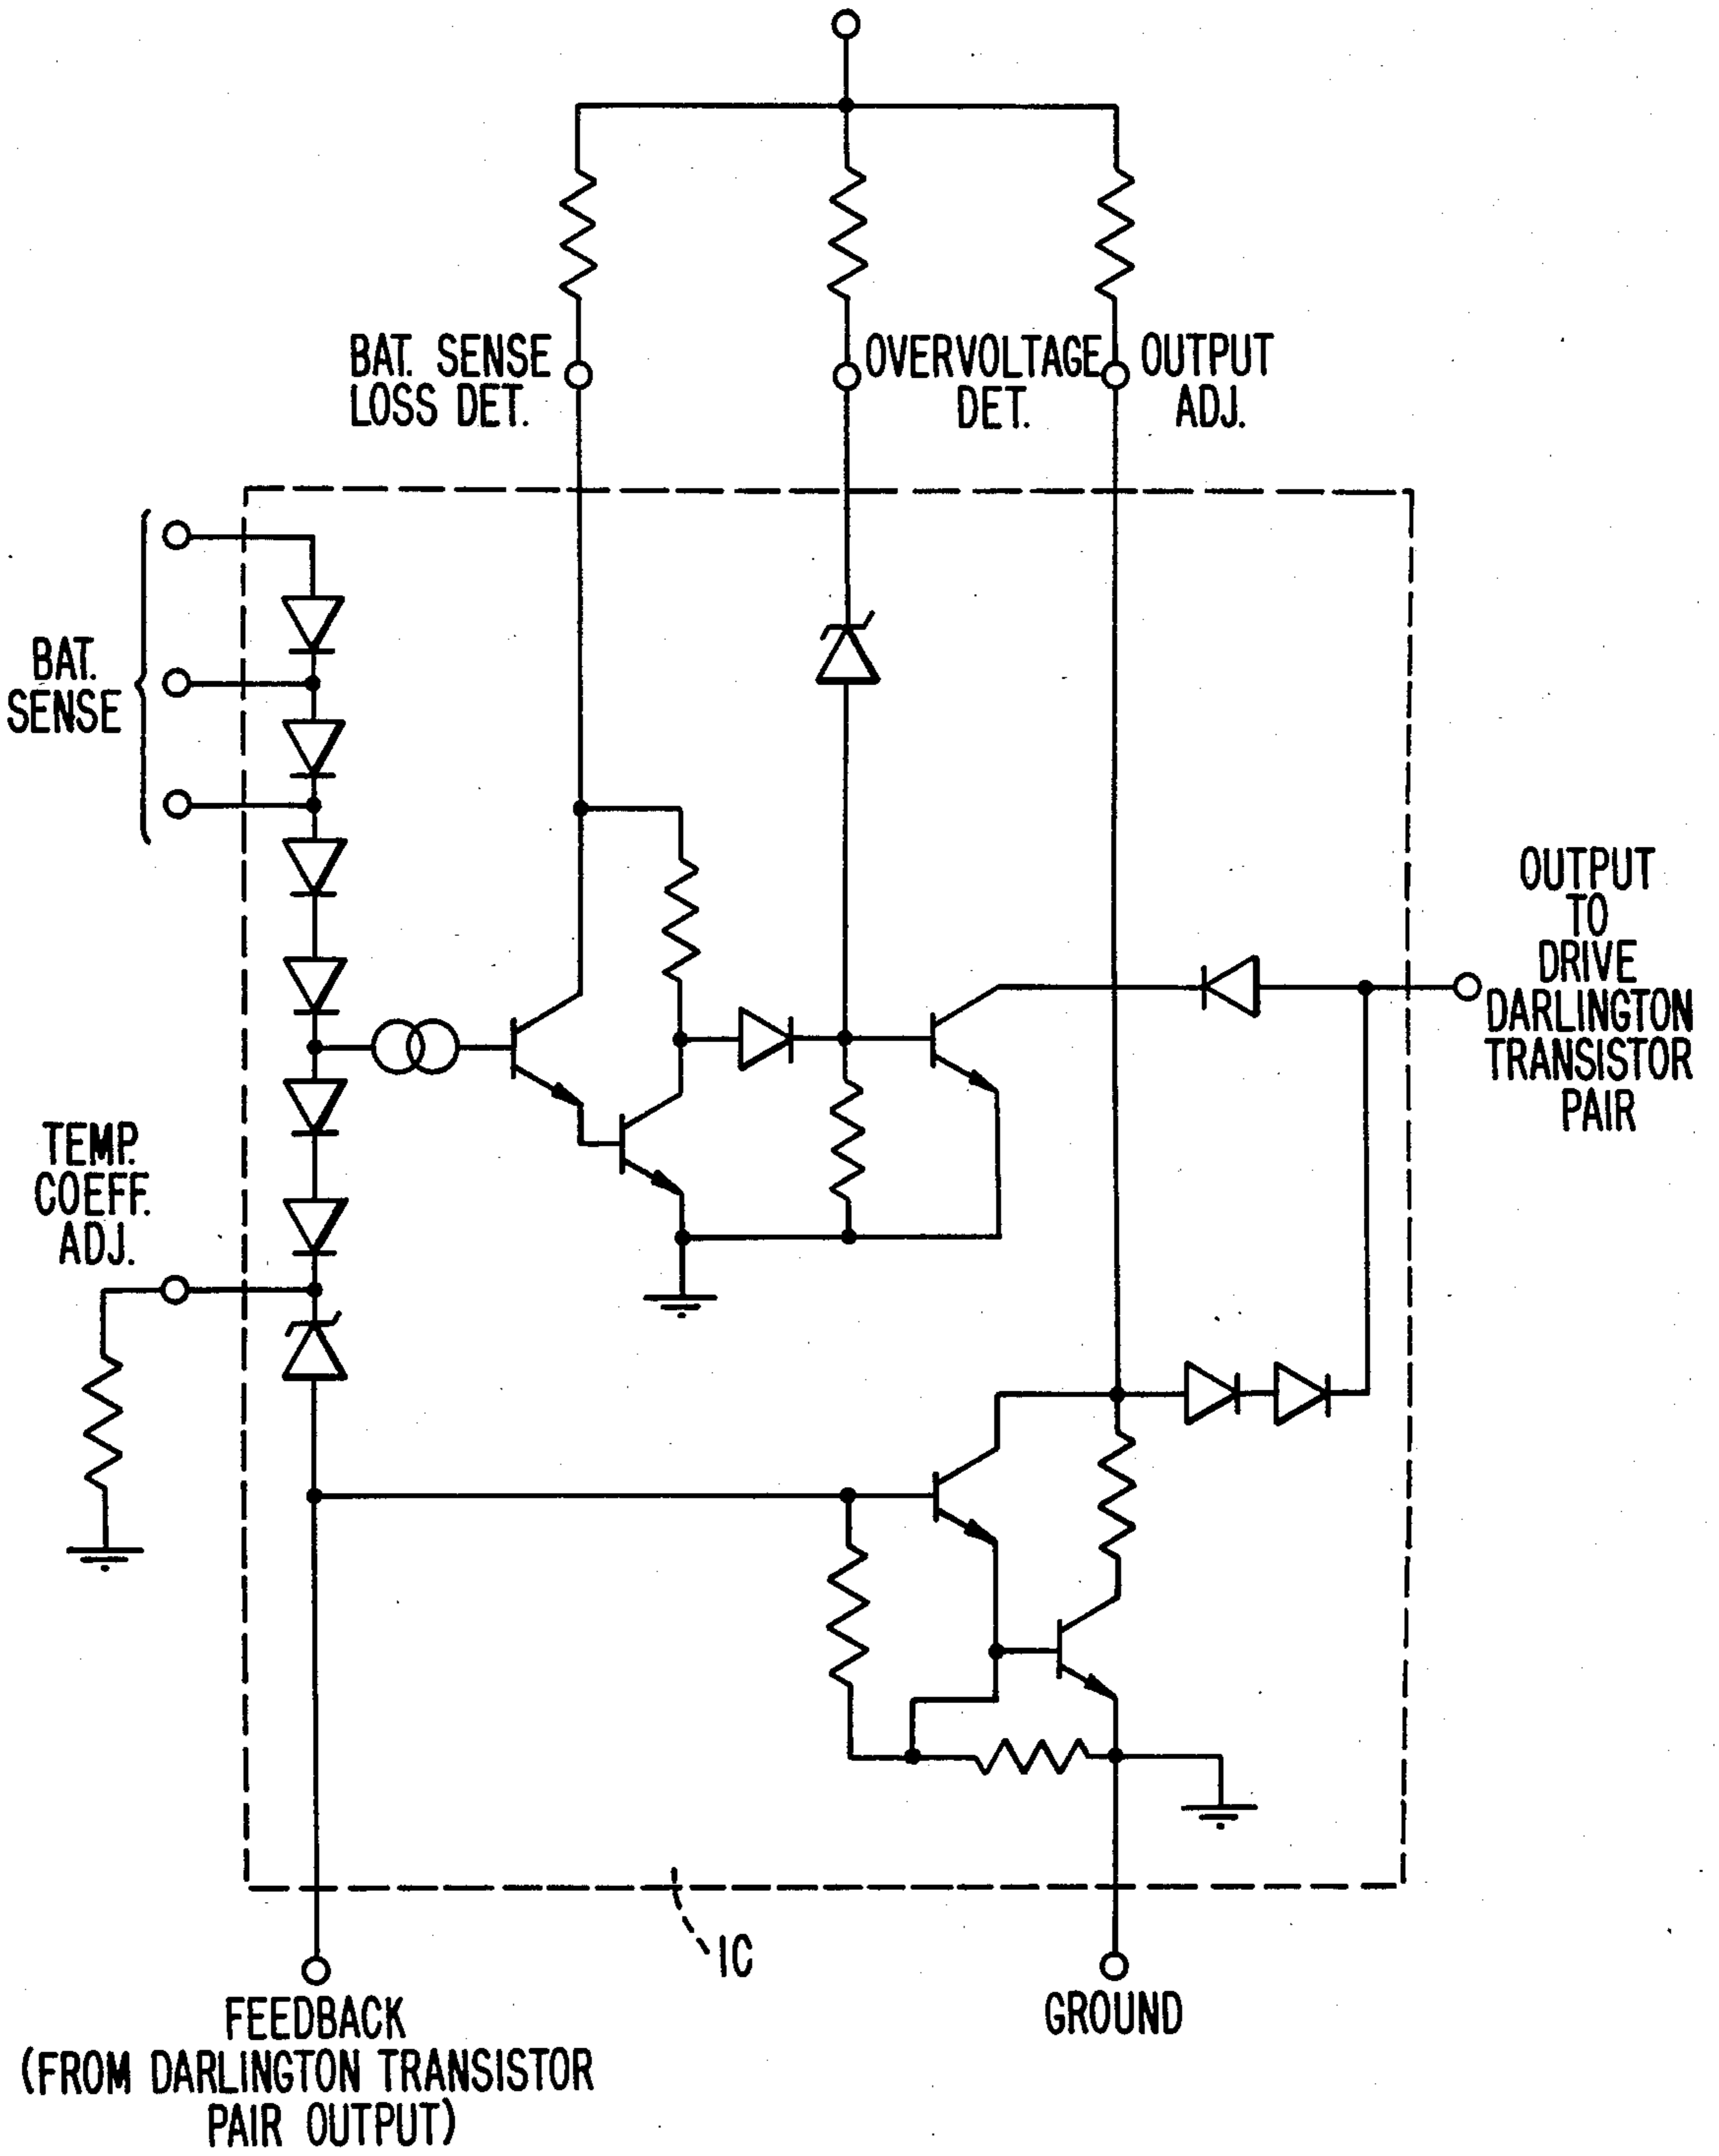 BAT. SENSE
LOSS DET.
OVERVOLTAGE
DET.
OUTPUT
ADJ.
BAT.
SENSE
OUTPUT
TO
DRIVE
DARLINGTON
TRANSISTOR
PAIR
TEMP.
COEFF.
ADJ.
IC
FEEDBACK
(FROM DARLINGTON TRANSISTOR
PAIR OUTPUT)
GROUND